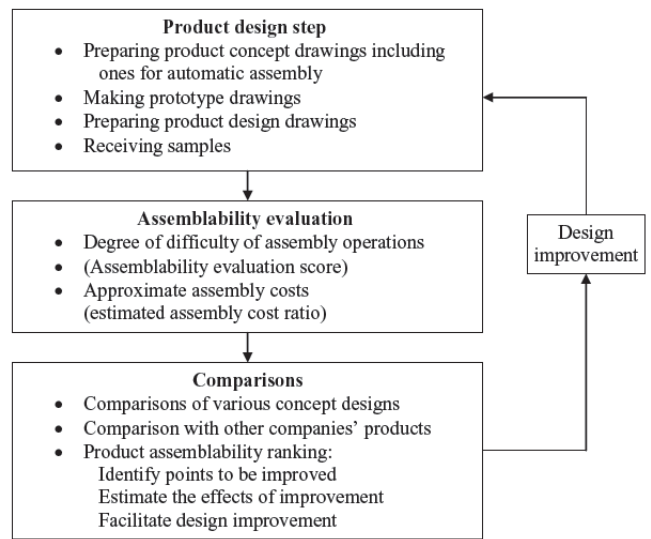 Product design step
• Preparing product concept drawings including
ones for automatic assembly
• Making prototype drawings
• Preparing product design drawings
• Receiving samples
Assemblability evaluation
• Degree of difficulty of assembly operations
• (Assemblability evaluation score)
• Approximate assembly costs
(estimated assembly cost ratio)
Design
improvement
Comparisons
• Comparisons of various concept designs
• Comparison with other companies’ products
• Product assemblability ranking:
Identify points to be improved
Estimate the effects of improvement
Facilitate design improvement